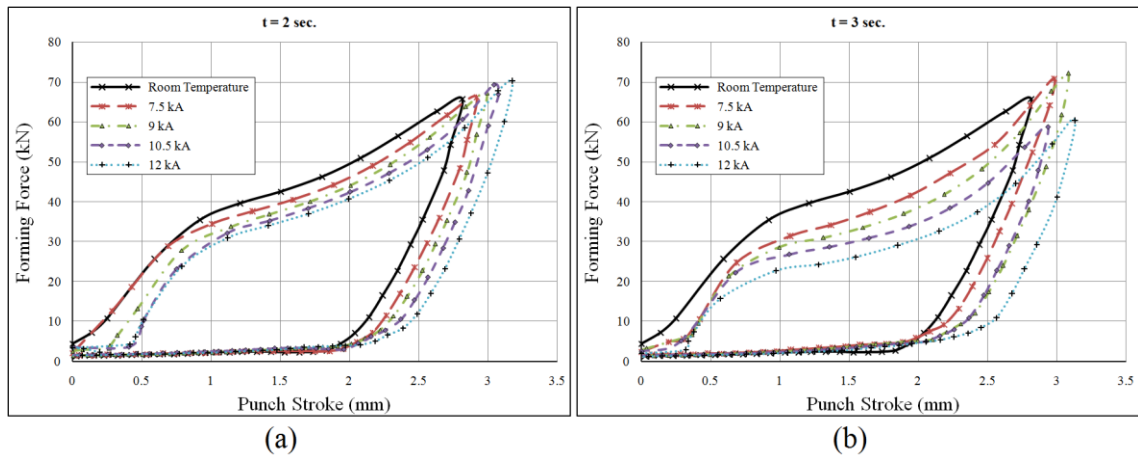 t = 2 sec.
Forming Force (kN)
80
70
60
50
40
30
20
10
0
Room Temperature
7.5 kA
9 kA
10.5 kA
12 kA
0 0.5 1 1.5 2 2.5 3 3.5
Punch Stroke (mm)
(a)
t = 3 sec.
Forming Force (kN)
80
70
60
50
40
30
20
10
0
Room Temperature
7.5 kA
9 kA
10.5 kA
12 kA
0 0.5 1 1.5 2 2.5 3 3.5
Punch Stroke (mm)
(b)